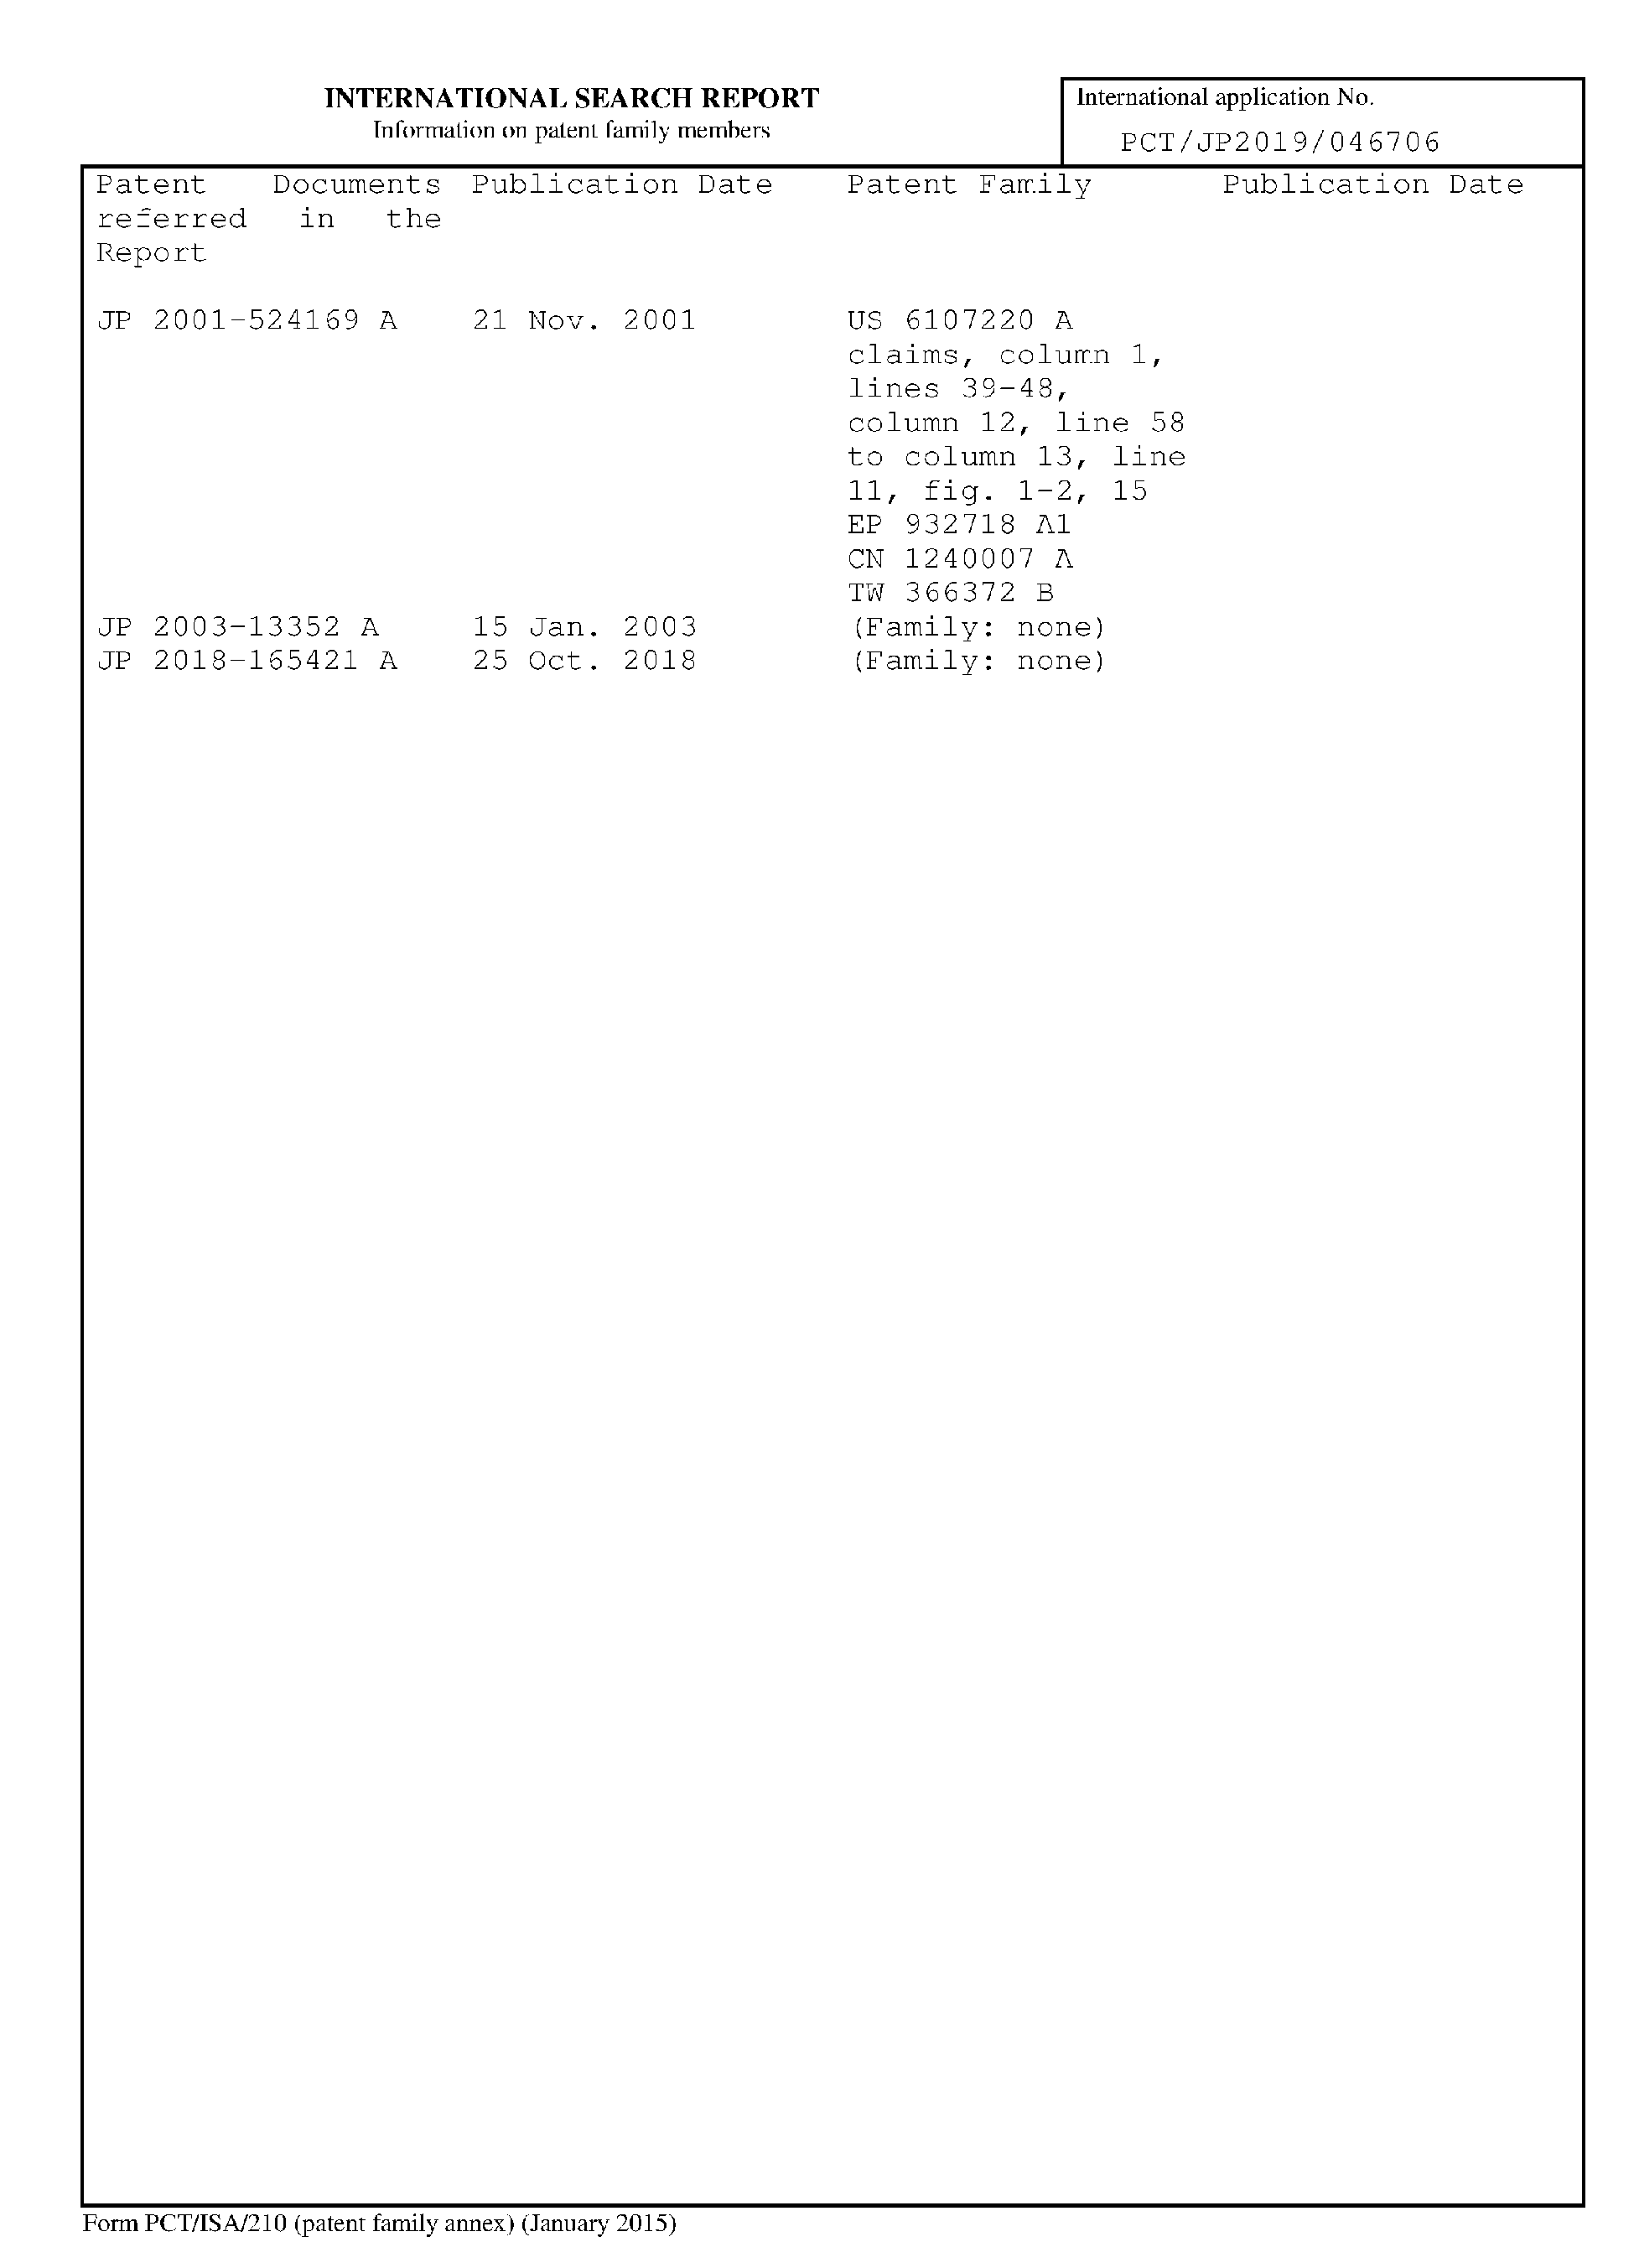 INTERNATIONAL SEARCH REPORT
Information on patent family members
International application No.
PCT/JP2019/046706
Patent Documents referred in the Report Publication Date Patent Family Publication Date
JP 2001-524169 A 21 Nov. 2001 US 6107220 A
claims, column 1,
lines 39-48,
column 12, line 58
to column 13, line
11, fig. 1-2, 15
EP 932718 A1
CN 1240007 A
TW 366372 B
JP 2003-13352 A 15 Jan. 2003 (Family: none)
JP 2018-165421 A 25 Oct. 2018 (Family: none)
Form PCT/ISA/210 (patent family annex) (January 2015)